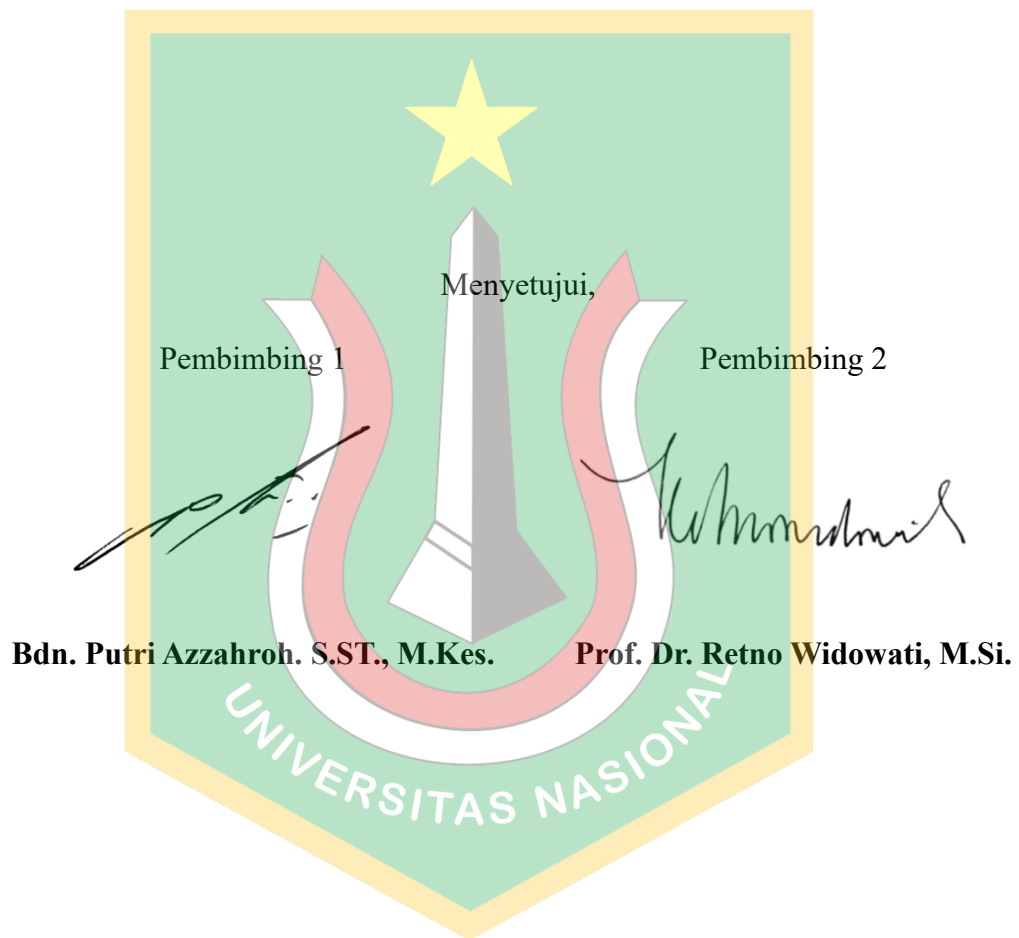 Menyetujui,
Pembimbing 1 Pembimbing 2
Bdn. Putri Azzahroh. S.ST., M.Kes. Prof. Dr. Retno Widowati, M.Si.
UNIVERSITAS NASIONAL